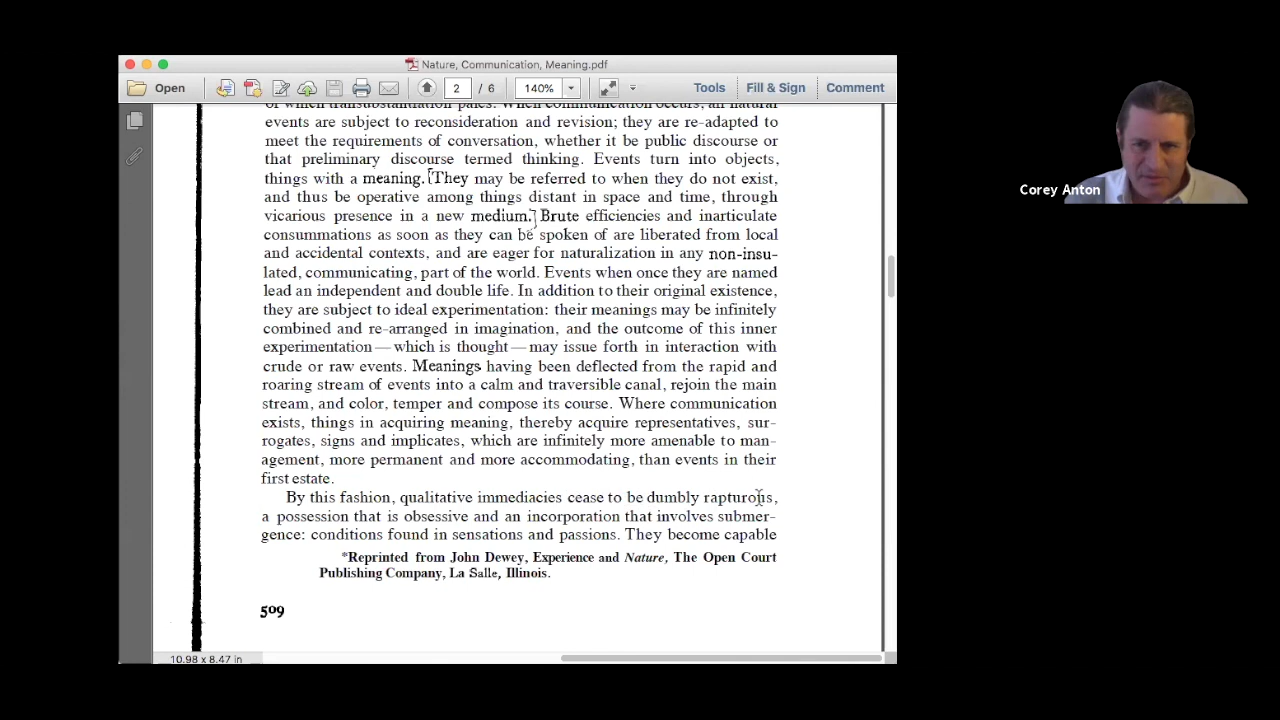 Nature, Communication, Meaning.pdf
Open
2 / 6
140%
Tools
Fill & Sign
Comment
of which transubstantiation pales. When communication occurs, all natural
events are subject to reconsideration and revision; they are re-adapted to
meet the requirements of conversation, whether it be public discourse or
that preliminary discourse termed thinking. Events turn into objects,
things with a meaning. [They may be referred to when they do not exist,
and thus be operative among things distant in space and time, through
vicarious presence in a new medium.] Brute efficiencies and inarticulate
consummations as soon as they can be spoken of are liberated from local
and accidental contexts, and are eager for naturalization in any non-insu-
lated, communicating, part of the world. Events when once they are named
lead an independent and double life. In addition to their original existence,
they are subject to ideal experimentation: their meanings may be infinitely
combined and re-arranged in imagination, and the outcome of this inner
experimentation—which is thought—may issue forth in interaction with
crude or raw events. Meanings having been deflected from the rapid and
roaring stream of events into a calm and traversible canal, rejoin the main
stream, and color, temper and compose its course. Where communication
exists, things in acquiring meaning, thereby acquire representatives, sur-
rogates, signs and implicates, which are infinitely more amenable to man-
agement, more permanent and more accommodating, than events in their
first estate.
By this fashion, qualitative immediacies cease to be dumbly rapturous,
a possession that is obsessive and an incorporation that involves submer-
gence: conditions found in sensations and passions. They become capable
*Reprinted from John Dewey, Experience and Nature, The Open Court
Publishing Company, La Salle, Illinois.
509
10.98 x 8.47 in
Corey Anton